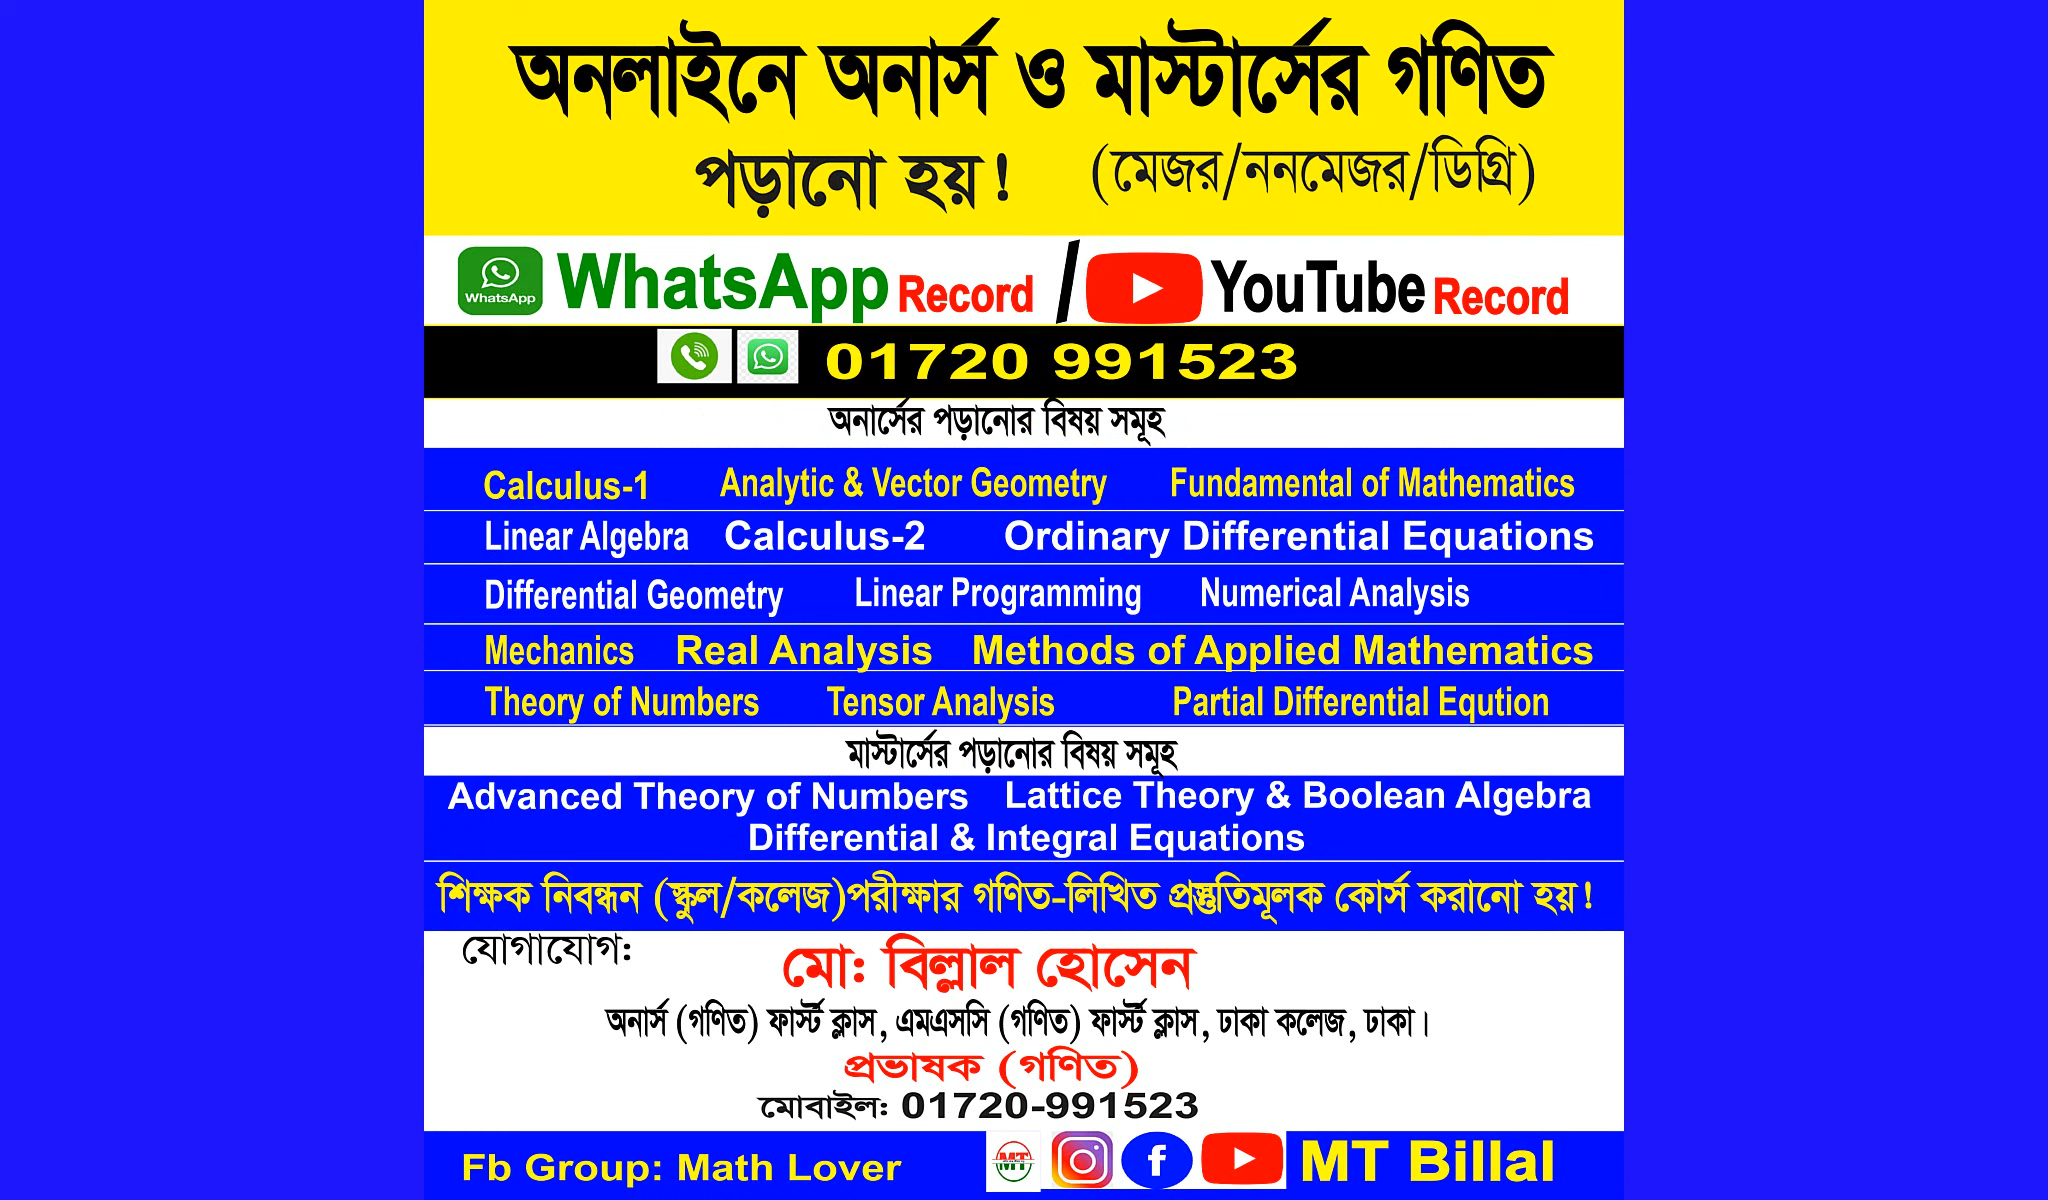 অনলাইনে অনার্স ও মাস্টার্সের গণিত
পড়ানো হয়! (মেজর/ননমেজর/ডিগ্রি)
WhatsApp WhatsApp Record / YouTube Record
01720 991523
অনার্সের পড়ানোর বিষয় সমূহ
Calculus-1 Analytic & Vector Geometry Fundamental of Mathematics
Linear Algebra Calculus-2 Ordinary Differential Equations
Differential Geometry Linear Programming Numerical Analysis
Mechanics Real Analysis Methods of Applied Mathematics
Theory of Numbers Tensor Analysis Partial Differential Eqution
মাস্টার্সের পড়ানোর বিষয় সমূহ
Advanced Theory of Numbers Lattice Theory & Boolean Algebra
Differential & Integral Equations
শিক্ষক নিবন্ধন (স্কুল/কলেজ)পরীক্ষার গণিত-লিখিত প্রস্তুতিমূলক কোর্স করানো হয়!
যোগাযোগ:
মো: বিল্লাল হোসেন
অনার্স (গণিত) ফার্স্ট ক্লাস, এমএসসি (গণিত) ফার্স্ট ক্লাস, ঢাকা কলেজ, ঢাকা।
প্রভাষক (গণিত)
মোবাইল: 01720-991523
Fb Group: Math Lover MT MT Billal